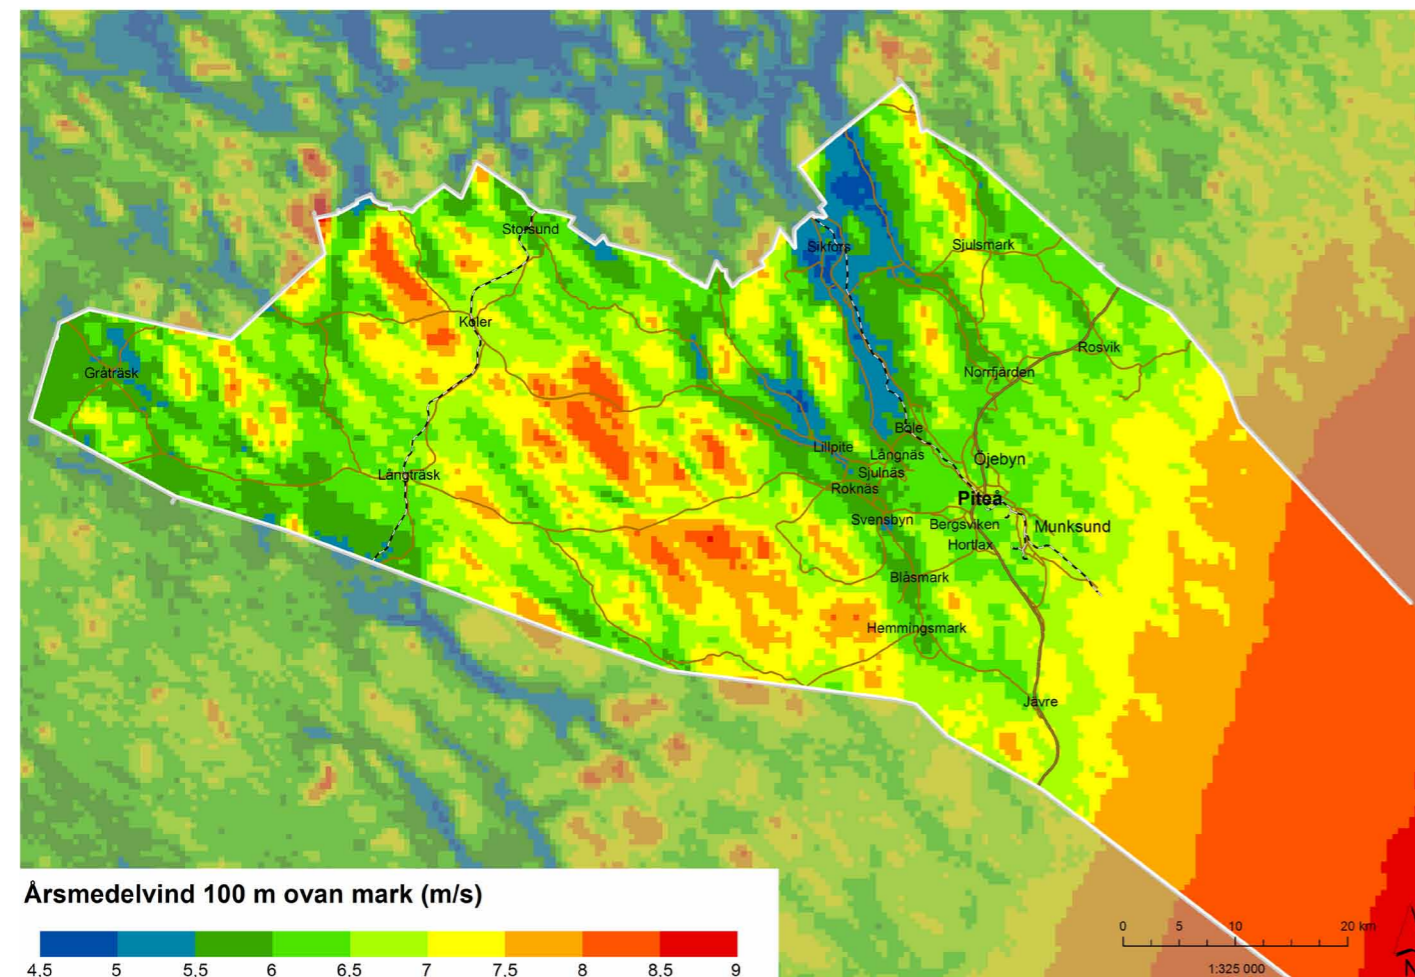 Storsund
Sikfors
Sjulsmark
Koler
Rosvik
Gråträsk
Norrfjärden
Böle
Lillpite
Långnäs
Öjebyn
Långträsk
Sjulnäs
Roknäs
Piteå
Svensbyn
Bergsviken
Munksund
Hortlax
Blåsmark
Hemmingsmark
Jävre
Årsmedelvind 100 m ovan mark (m/s)
4.5 5 5.5 6 6.5 7 7.5 8 8.5 9
0 5 10 20 km
1:325 000